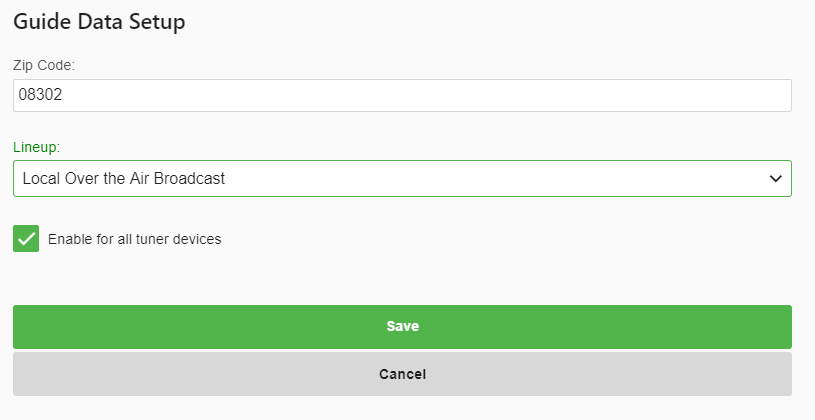 Guide Data Setup
Zip Code:
08302
Lineup:
Local Over the Air Broadcast
Enable for all tuner devices
Save
Cancel